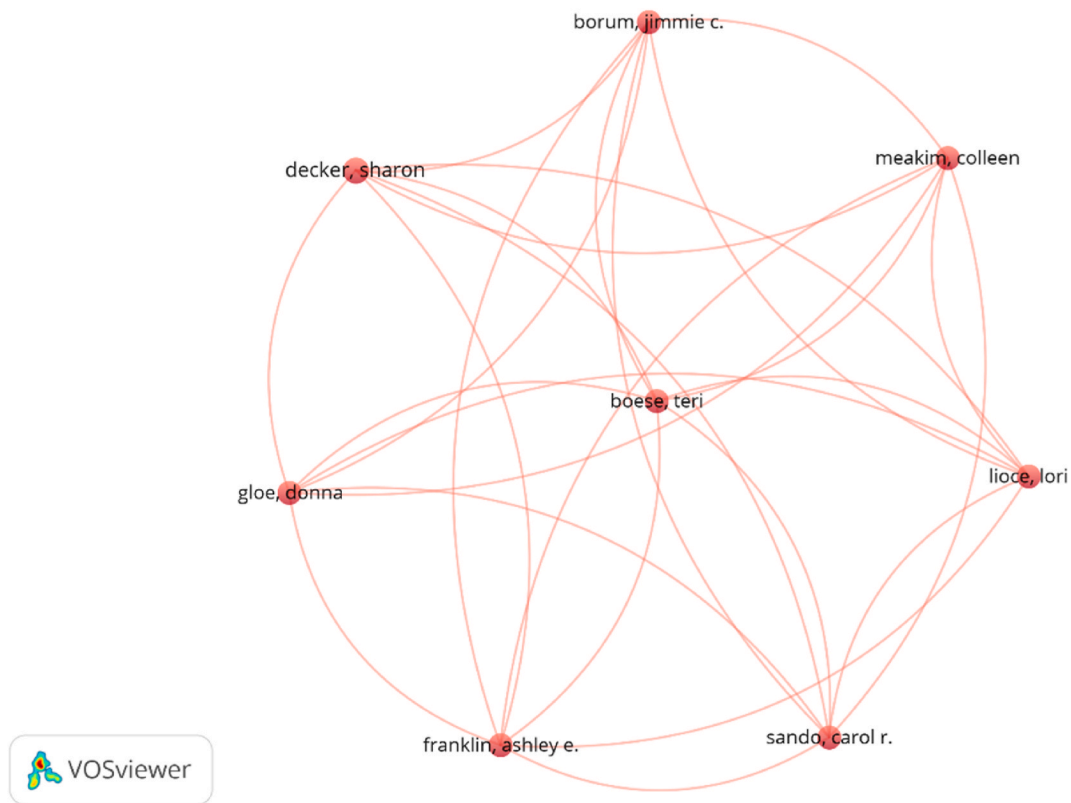 borum, jimmie c.
meakim, colleen
decker, sharon
boese, teri
lioce, lori
gloe, donna
sando, carol r.
franklin, ashley e.
VOSviewer